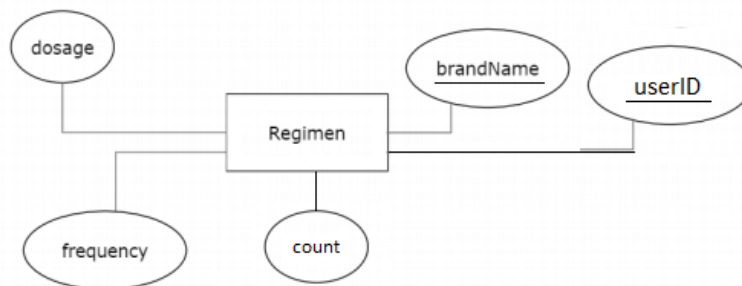 dosage
brandName
userID
Regimen
frequency
count